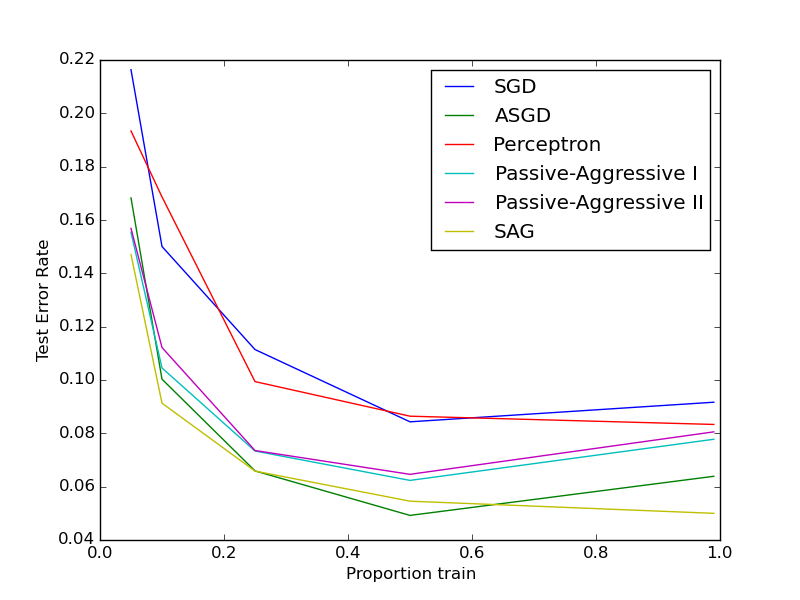 0.22
0.20
0.18
0.16
0.14
0.12
0.10
0.08
0.06
0.04
Test Error Rate
SGD
ASGD
Perceptron
Passive-Aggressive I
Passive-Aggressive II
SAG
0.0 0.2 0.4 0.6 0.8 1.0
Proportion train